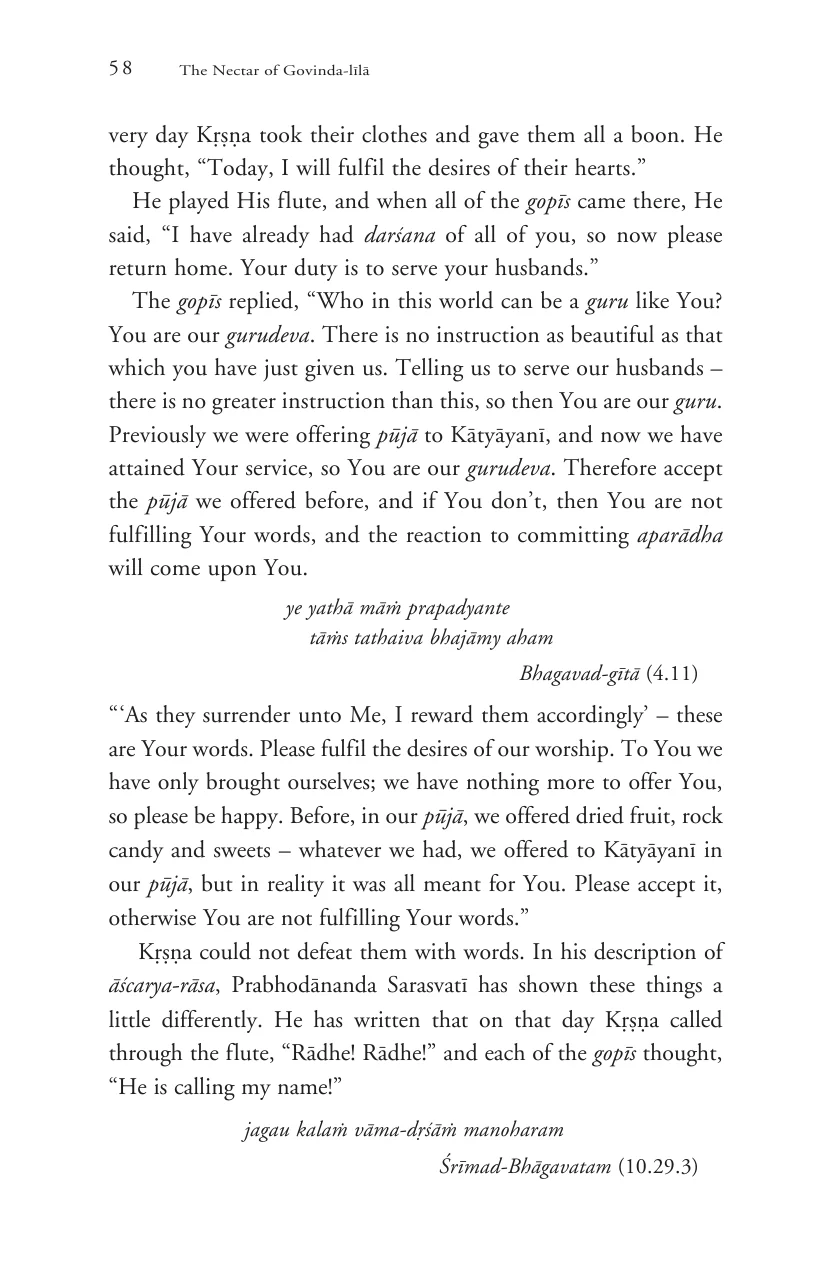 58 The Nectar of Govinda-līlā
very day Kṛṣṇa took their clothes and gave them all a boon. He
thought, “Today, I will fulfil the desires of their hearts.”
He played His flute, and when all of the gopīs came there, He
said, “I have already had darśana of all of you, so now please
return home. Your duty is to serve your husbands.”
The gopīs replied, “Who in this world can be a guru like You?
You are our gurudeva. There is no instruction as beautiful as that
which you have just given us. Telling us to serve our husbands –
there is no greater instruction than this, so then You are our guru.
Previously we were offering pūjā to Kātyāyanī, and now we have
attained Your service, so You are our gurudeva. Therefore accept
the pūjā we offered before, and if You don’t, then You are not
fulfilling Your words, and the reaction to committing aparādha
will come upon You.
ye yathā māṁ prapadyante
tāṁs tathaiva bhajāmy aham
Bhagavad-gītā (4.11)
“‘As they surrender unto Me, I reward them accordingly’ – these
are Your words. Please fulfil the desires of our worship. To You we
have only brought ourselves; we have nothing more to offer You,
so please be happy. Before, in our pūjā, we offered dried fruit, rock
candy and sweets – whatever we had, we offered to Kātyāyanī in
our pūjā, but in reality it was all meant for You. Please accept it,
otherwise You are not fulfilling Your words.”
Kṛṣṇa could not defeat them with words. In his description of
āścarya-rāsa, Prabhodānanda Sarasvatī has shown these things a
little differently. He has written that on that day Kṛṣṇa called
through the flute, “Rādhe! Rādhe!” and each of the gopīs thought,
“He is calling my name!”
jagau kalaṁ vāma-dṛśāṁ manoharam
Śrīmad-Bhāgavatam (10.29.3)